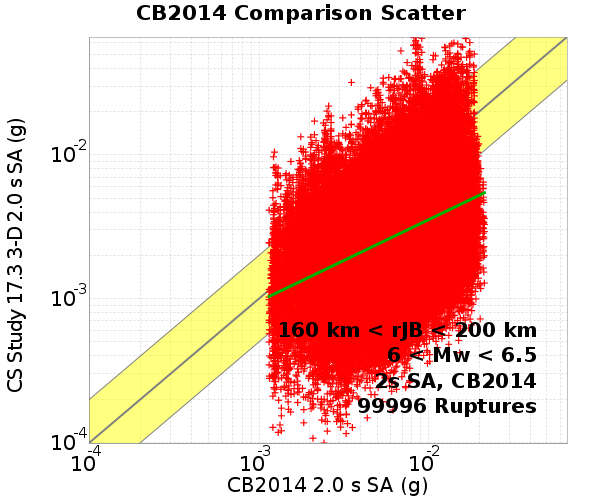 CB2014 Comparison Scatter
CS Study 17.3 3-D 2.0 s SA (g)
10-2
10-3
10-4
160 km < rJB < 200 km
6 < Mw < 6.5
2s SA, CB2014
99996 Ruptures
10-4 10-3 10-2
CB2014 2.0 s SA (g)